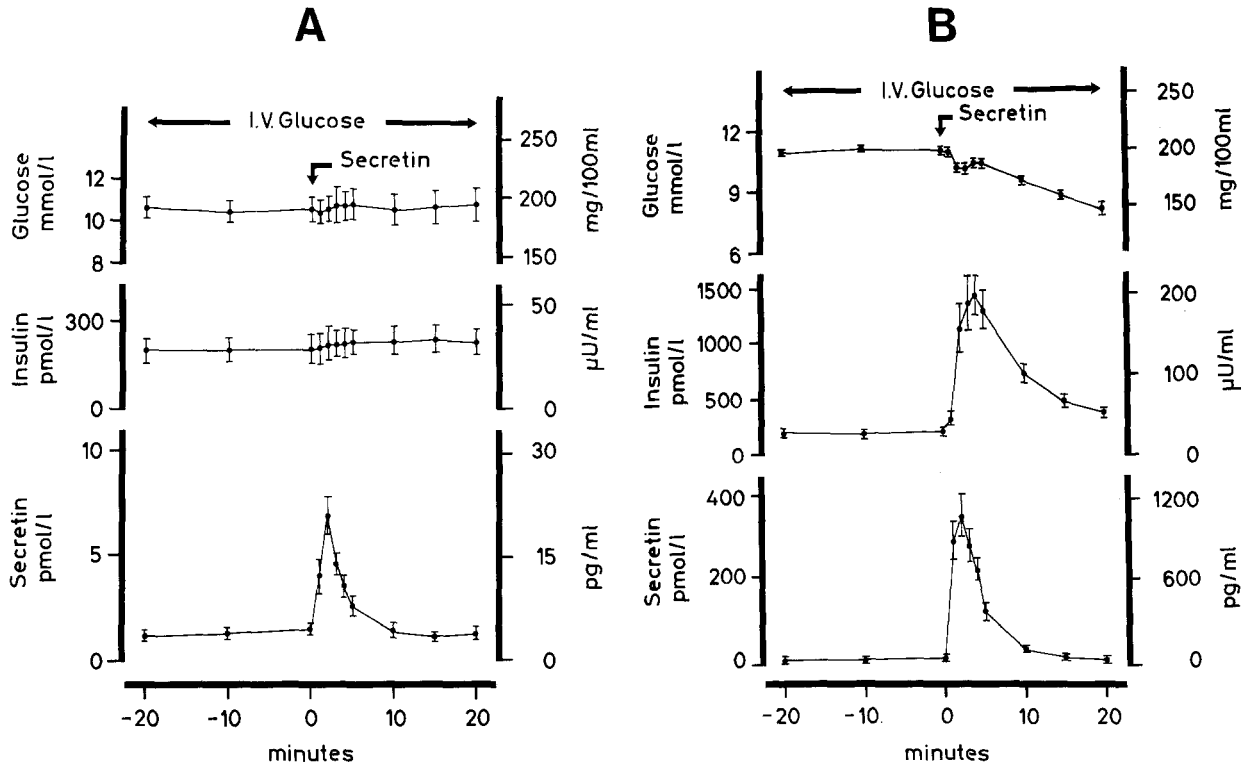 A
I.V. Glucose
Secretin
Glucose
mmol/l
12
10
8
250
200
150
mg/100ml
Insulin
pmol/l
300
0
50
0
µU/ml
Secretin
pmol/l
10
5
0
30
15
0
pg/ml
-20 -10 0 10 20
minutes
B
I.V. Glucose
Secretin
Glucose
mmol/l
12
9
6
250
200
150
mg/100ml
Insulin
pmol/l
1500
1000
500
0
200
100
0
µU/ml
Secretin
pmol/l
400
200
0
1200
600
0
pg/ml
-20 -10 0 10 20
minutes